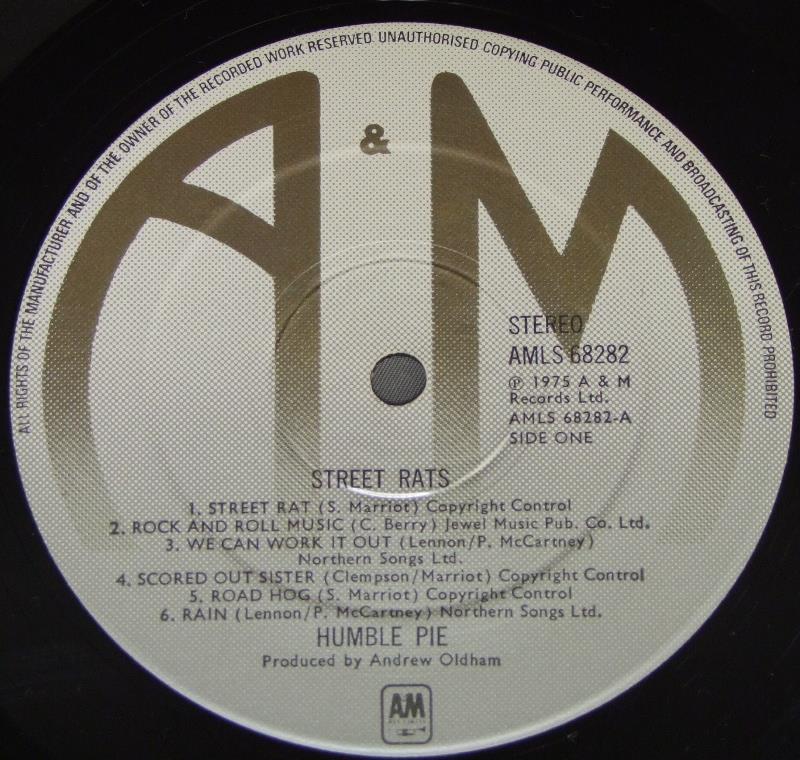 ALL RIGHTS OF THE MANUFACTURER AND OF THE OWNER OF THE RECORDED WORK RESERVED. UNAUTHORISED COPYING PUBLIC PERFORMANCE AND BROADCASTING OF THIS RECORD PROHIBITED
A & M
STEREO
AMLS 68282
℗ 1975 A & M
Records Ltd.
AMLS 68282-A
SIDE ONE
STREET RATS
1. STREET RAT (S. Marriot) Copyright Control
2. ROCK AND ROLL MUSIC (C. Berry) Jewel Music Pub. Co. Ltd.
3. WE CAN WORK IT OUT (Lennon/P. McCartney)
Northern Songs Ltd.
4. SCORED OUT SISTER (Clempson/Marriot) Copyright Control
5. ROAD HOG (S. Marriot) Copyright Control
6. RAIN (Lennon/P. McCartney) Northern Songs Ltd.
HUMBLE PIE
Produced by Andrew Oldham
AM